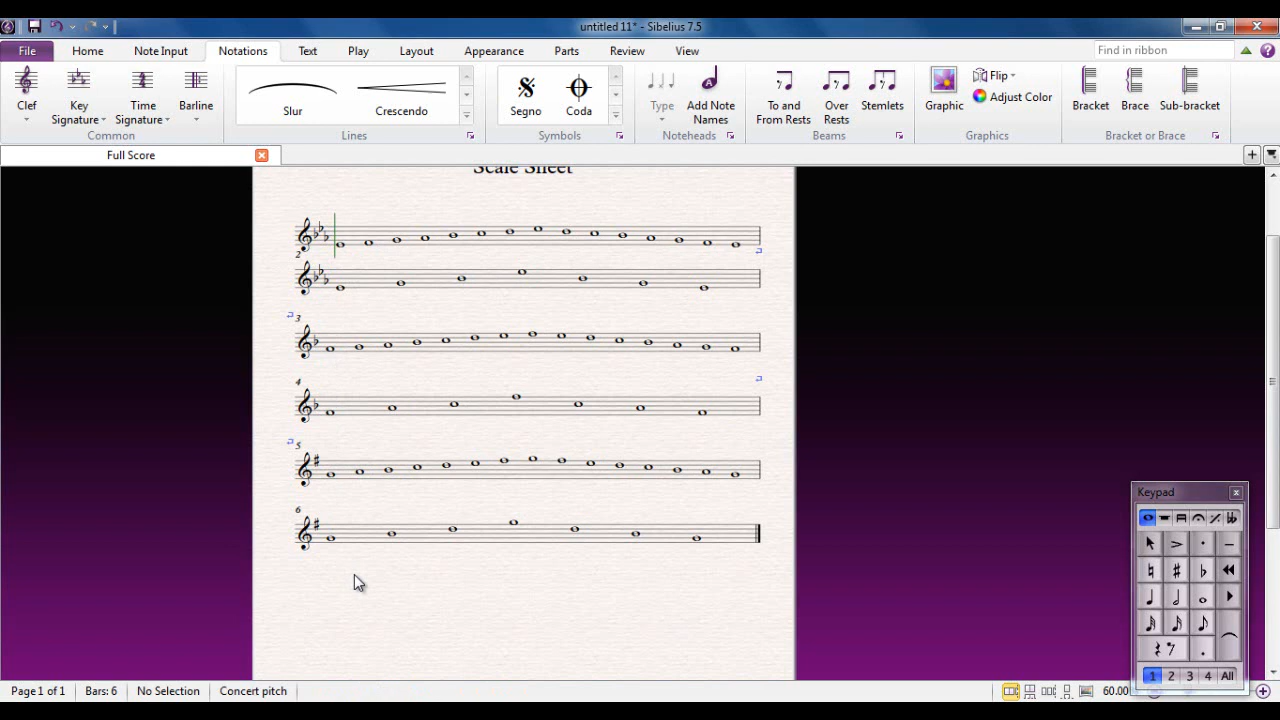 untitled 11* - Sibelius 7.5
File Home Note Input Notations Text Play Layout Appearance Parts Review View Find in ribbon
Clef Key Signature Time Signature Barline
Common
Slur Crescendo
Lines
Segno Coda
Symbols
Type Add Note Names
Noteheads
To and From Rests Over Rests Stemlets
Beams
Graphic Flip Adjust Color
Graphics
Bracket Brace Sub-bracket
Bracket or Brace
Full Score
Scale Sheet
2
3
4
5
6
Keypad
1 2 3 4 All
Page 1 of 1 Bars: 6 No Selection Concert pitch 60.00